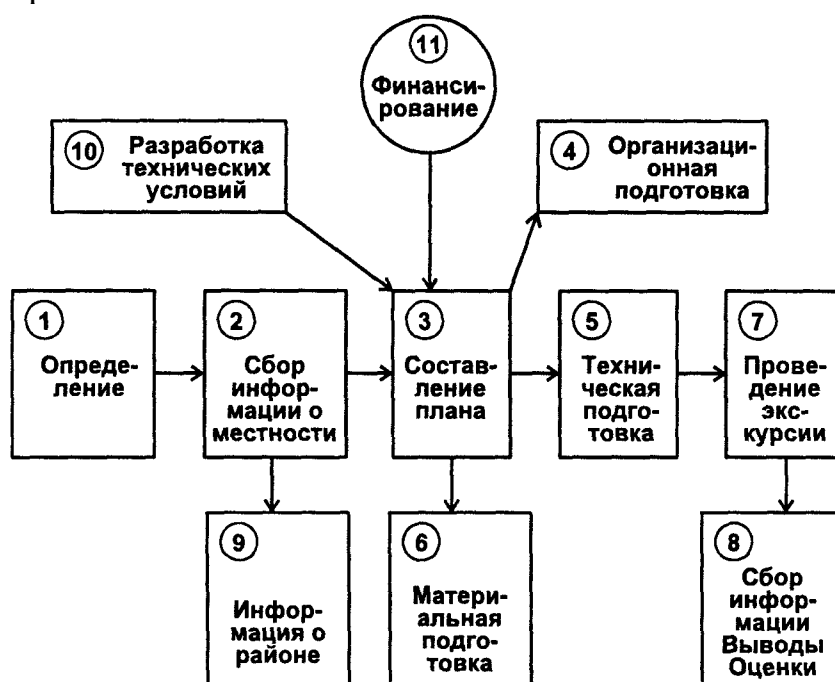 11
Финанси-
рование
10 Разработка
технических
условий
4 Организаци-
онная
подготовка
1
Опреде-
ление
2
Сбор
инфор-
мации о
местности
3
Состав-
ление
плана
5
Техни-
ческая
подго-
товка
7
Прове-
дение
экс-
курсии
9
Инфор-
мация о
районе
6
Матери-
альная
подго-
товка
8
Сбор
инфор-
мации
Выводы
Оценки